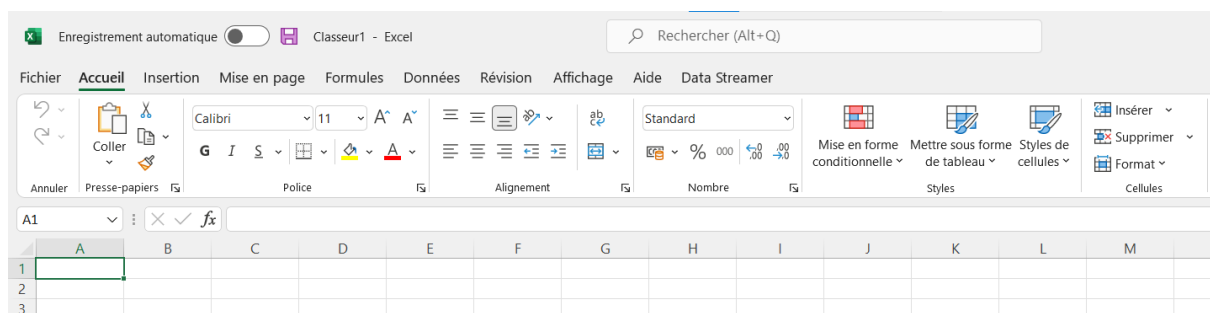 Enregistrement automatique Classeur1 - Excel Rechercher (Alt+Q)
Fichier Accueil Insertion Mise en page Formules Données Révision Affichage Aide Data Streamer
Calibri 11 A^ A˅ ab Standard Insérer
Coller G I S A % 000 Mise en forme Mettre sous forme Styles de Supprimer
conditionnelle de tableau cellules Format
Annuler Presse-papiers Police Alignement Nombre Styles Cellules
A1 fx
A B C D E F G H I J K L M
1
2
3